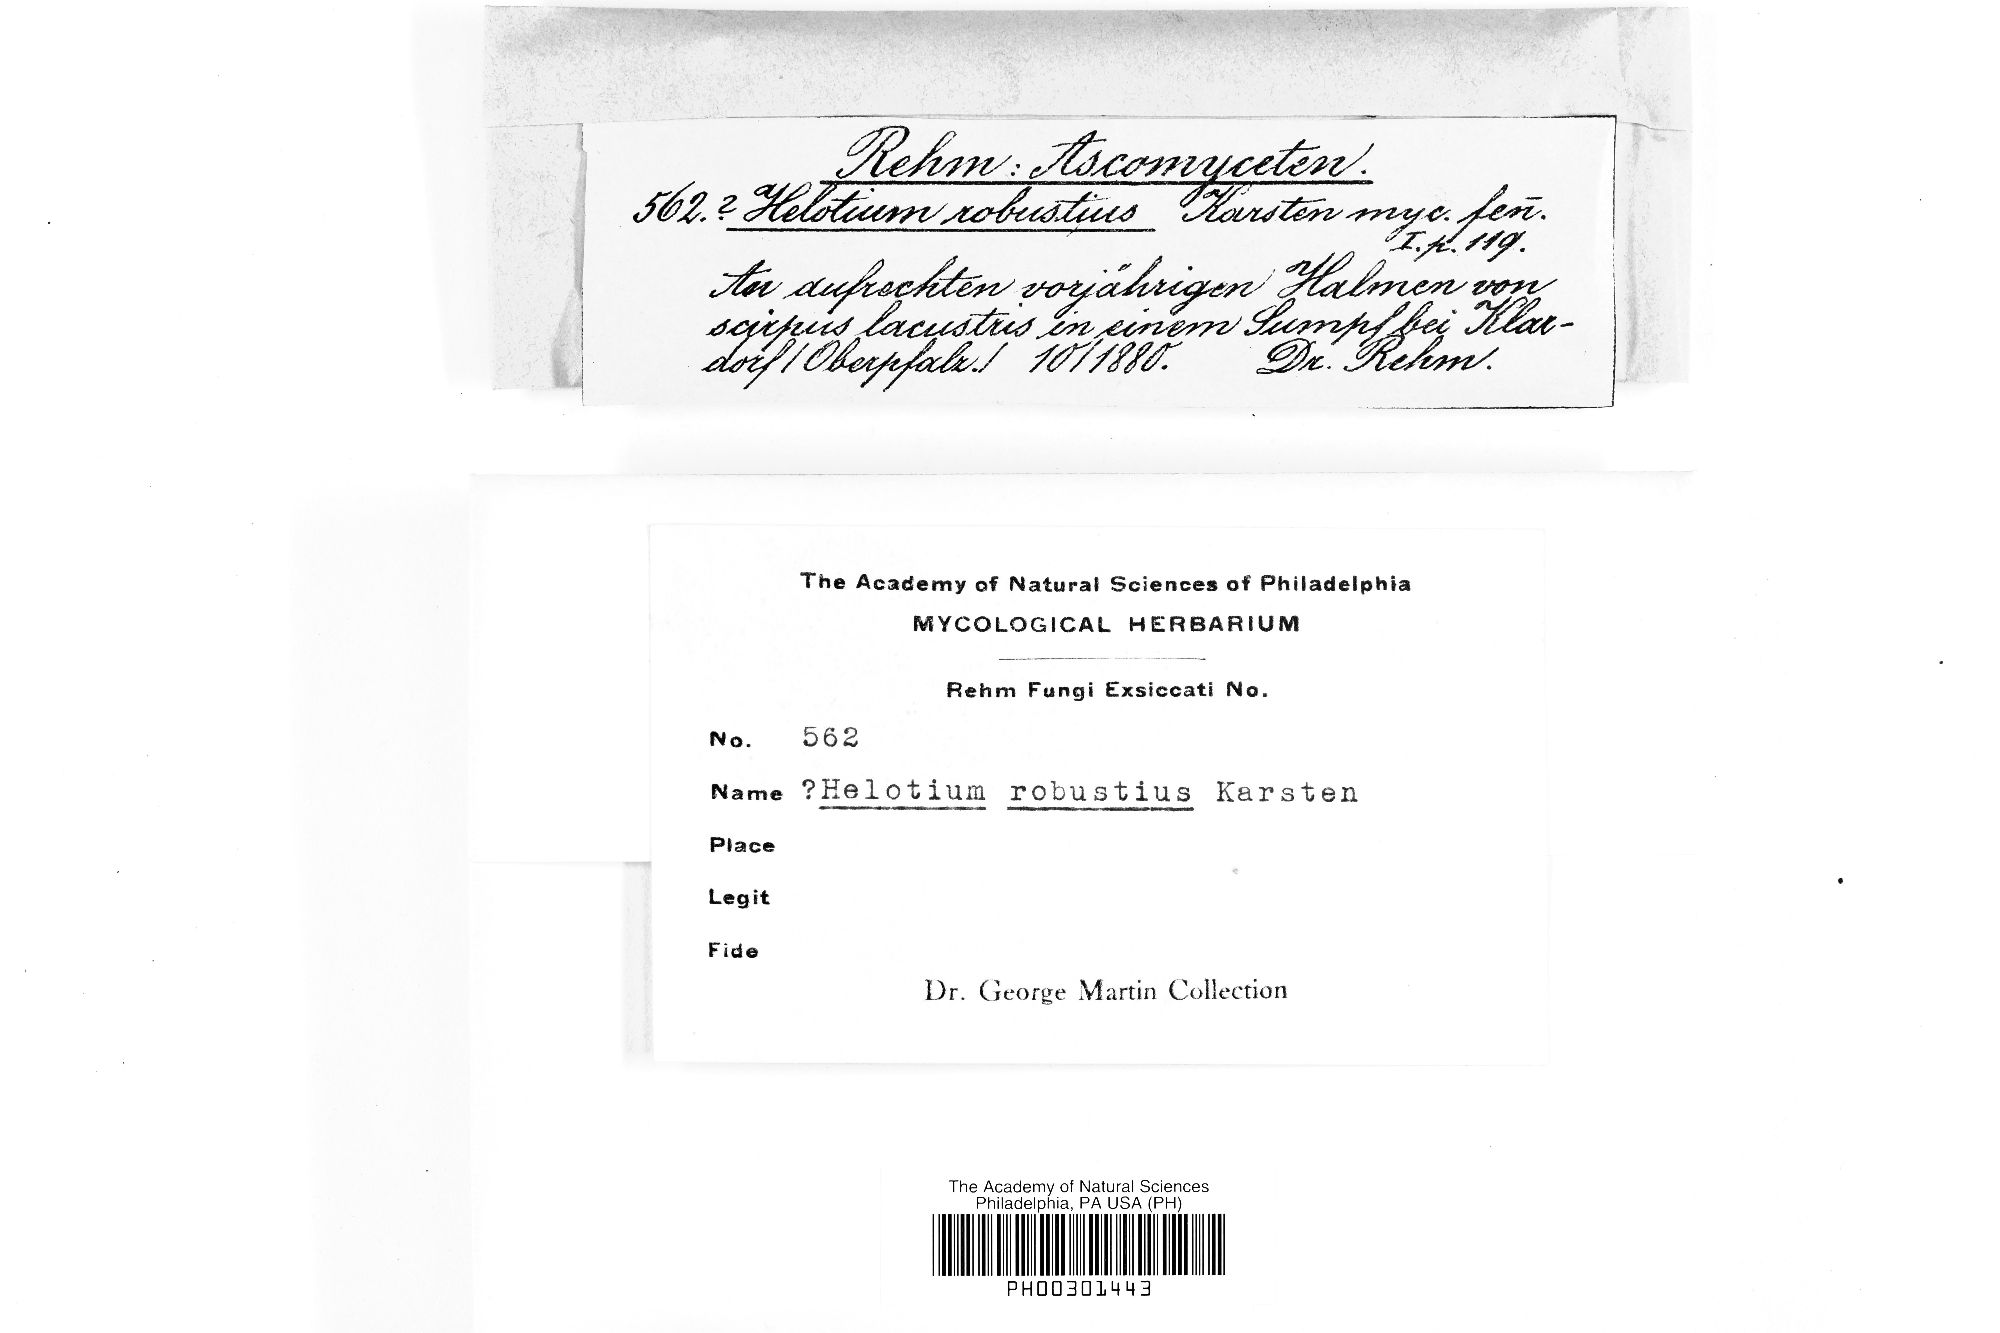 Rehm: Ascomyceten.
562. ? Helotium robustius Karsten myc. fen̄.
I. p. 119.
An aufrechten vorjährigen Halmen von
scirpus lacustris in einem Sumpf bei Klar-
dorf / Oberpfalz. / 10/1880. Dr. Rehm.
The Academy of Natural Sciences of Philadelphia
MYCOLOGICAL HERBARIUM
Rehm Fungi Exsiccati No.
No. 562
Name ?Helotium robustius Karsten
Place
Legit
Fide
Dr. George Martin Collection
The Academy of Natural Sciences
Philadelphia, PA USA (PH)
PH00301443